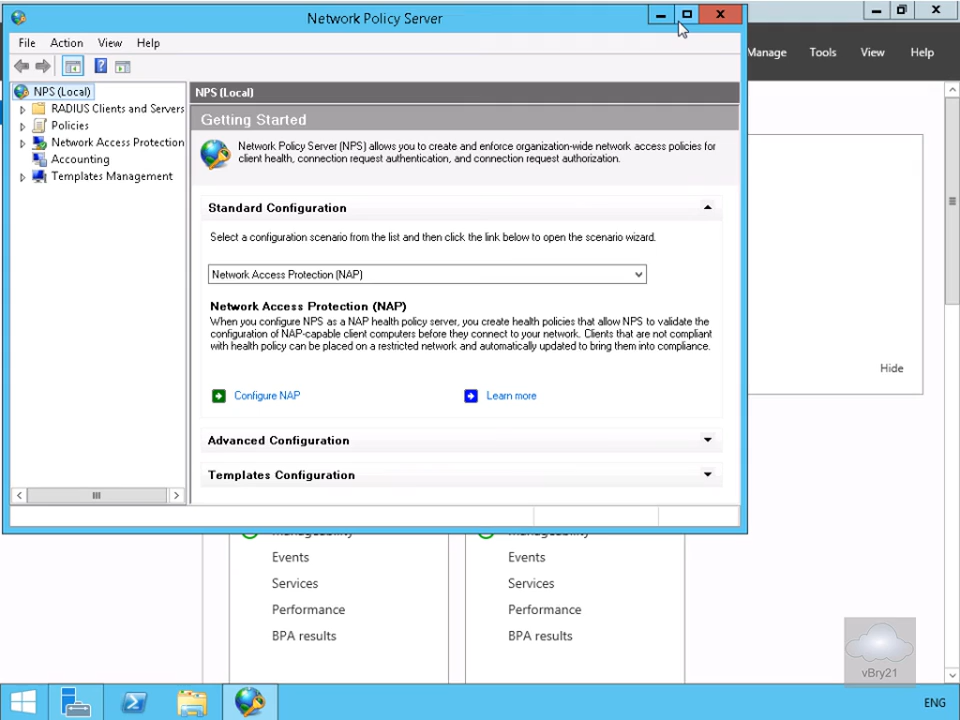 Network Policy Server
File Action View Help
Manage Tools View Help
NPS (Local)
RADIUS Clients and Servers
Policies
Network Access Protection
Accounting
Templates Management
NPS (Local)
Getting Started
Network Policy Server (NPS) allows you to create and enforce organization-wide network access policies for
client health, connection request authentication, and connection request authorization.
Standard Configuration
Select a configuration scenario from the list and then click the link below to open the scenario wizard.
Network Access Protection (NAP)
Network Access Protection (NAP)
When you configure NPS as a NAP health policy server, you create health policies that allow NPS to validate the
configuration of NAP-capable client computers before they connect to your network. Clients that are not compliant
with health policy can be placed on a restricted network and automatically updated to bring them into compliance.
Configure NAP Learn more
Advanced Configuration
Templates Configuration
Hide
Manageability Manageability
Events Events
Services Services
Performance Performance
BPA results BPA results
vBry21
ENG